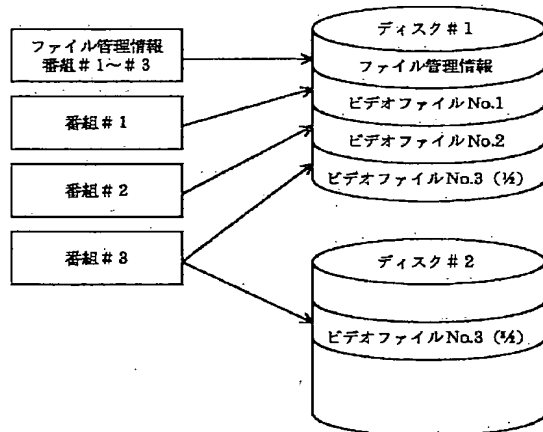 ファイル管理情報
番組＃1～＃3
番組＃1
番組＃2
番組＃3
ディスク＃1
ファイル管理情報
ビデオファイルNo.1
ビデオファイルNo.2
ビデオファイルNo.3（½）
ディスク＃2
ビデオファイルNo.3（²⁄₂）